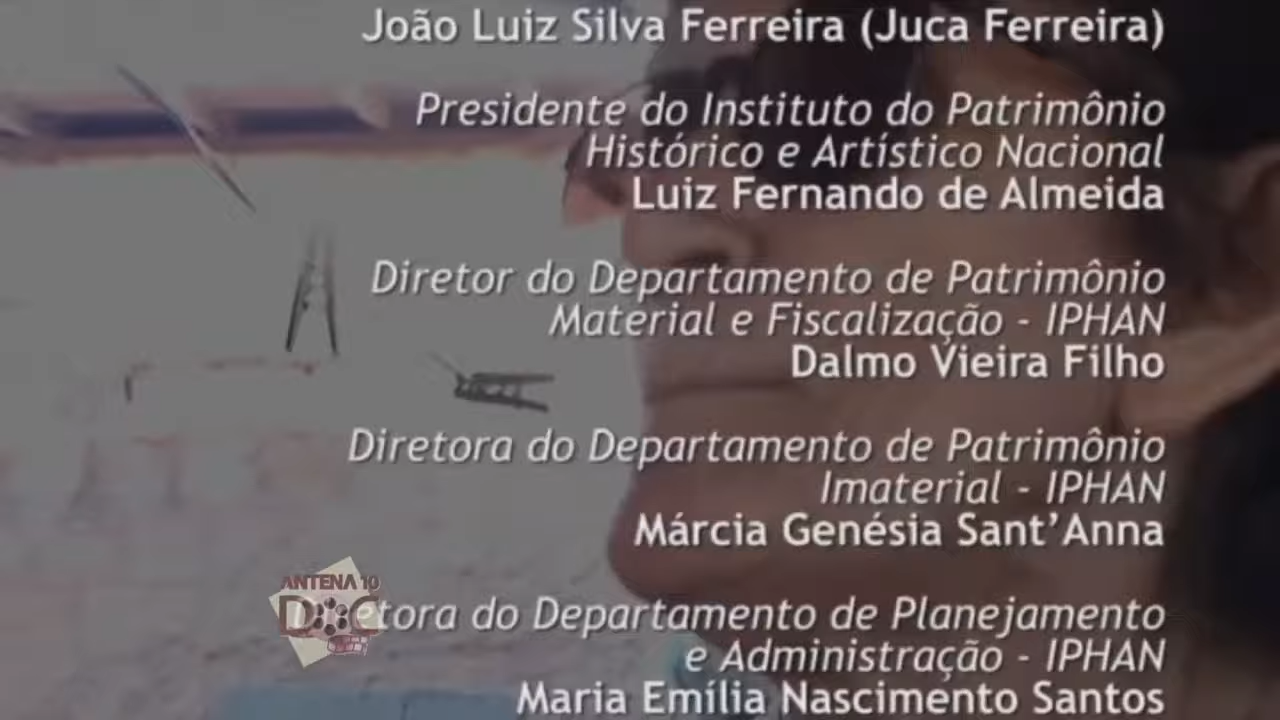 João Luiz Silva Ferreira (Juca Ferreira)
Presidente do Instituto do Patrimônio
Histórico e Artístico Nacional
Luiz Fernando de Almeida
Diretor do Departamento de Patrimônio
Material e Fiscalização - IPHAN
Dalmo Vieira Filho
Diretora do Departamento de Patrimônio
Imaterial - IPHAN
Márcia Genésia Sant’Anna
ANTENA 10
DOC
Diretora do Departamento de Planejamento
e Administração - IPHAN
Maria Emília Nascimento Santos